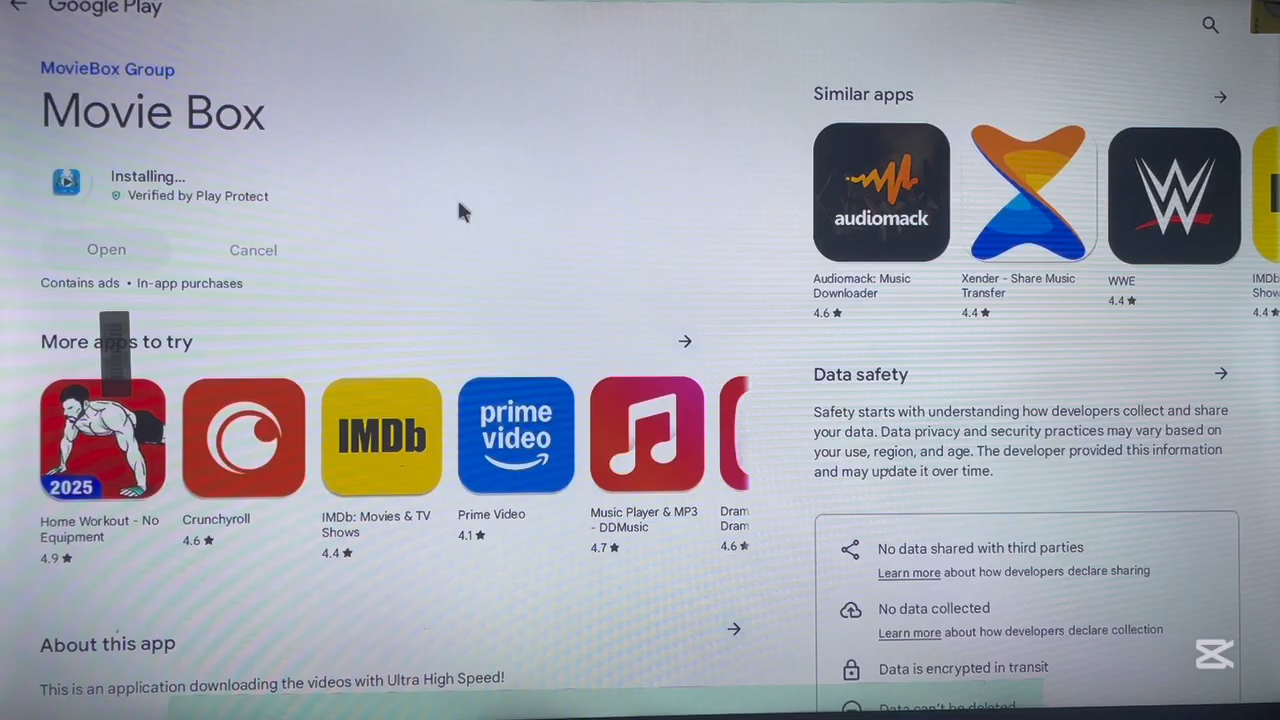 Google Play
MovieBox Group
Movie Box
Installing...
Verified by Play Protect
Open
Cancel
Contains ads • In-app purchases
More apps to try
2025
Home Workout - No
Equipment
4.9★
Crunchyroll
4.6★
IMDb
IMDb: Movies & TV
Shows
4.4★
prime
video
Prime Video
4.1★
Music Player & MP3
- DDMusic
4.7★
Dram
Dram
4.6★
About this app
This is an application downloading the videos with Ultra High Speed!
Similar apps
audiomack
Audiomack: Music
Downloader
4.6★
Xender - Share Music
Transfer
4.4★
W
WWE
4.4★
IMDb
Show
4.4★
Data safety
Safety starts with understanding how developers collect and share
your data. Data privacy and security practices may vary based on
your use, region, and age. The developer provided this information
and may update it over time.
No data shared with third parties
Learn more about how developers declare sharing
No data collected
Learn more about how developers declare collection
Data is encrypted in transit
Data can't be deleted